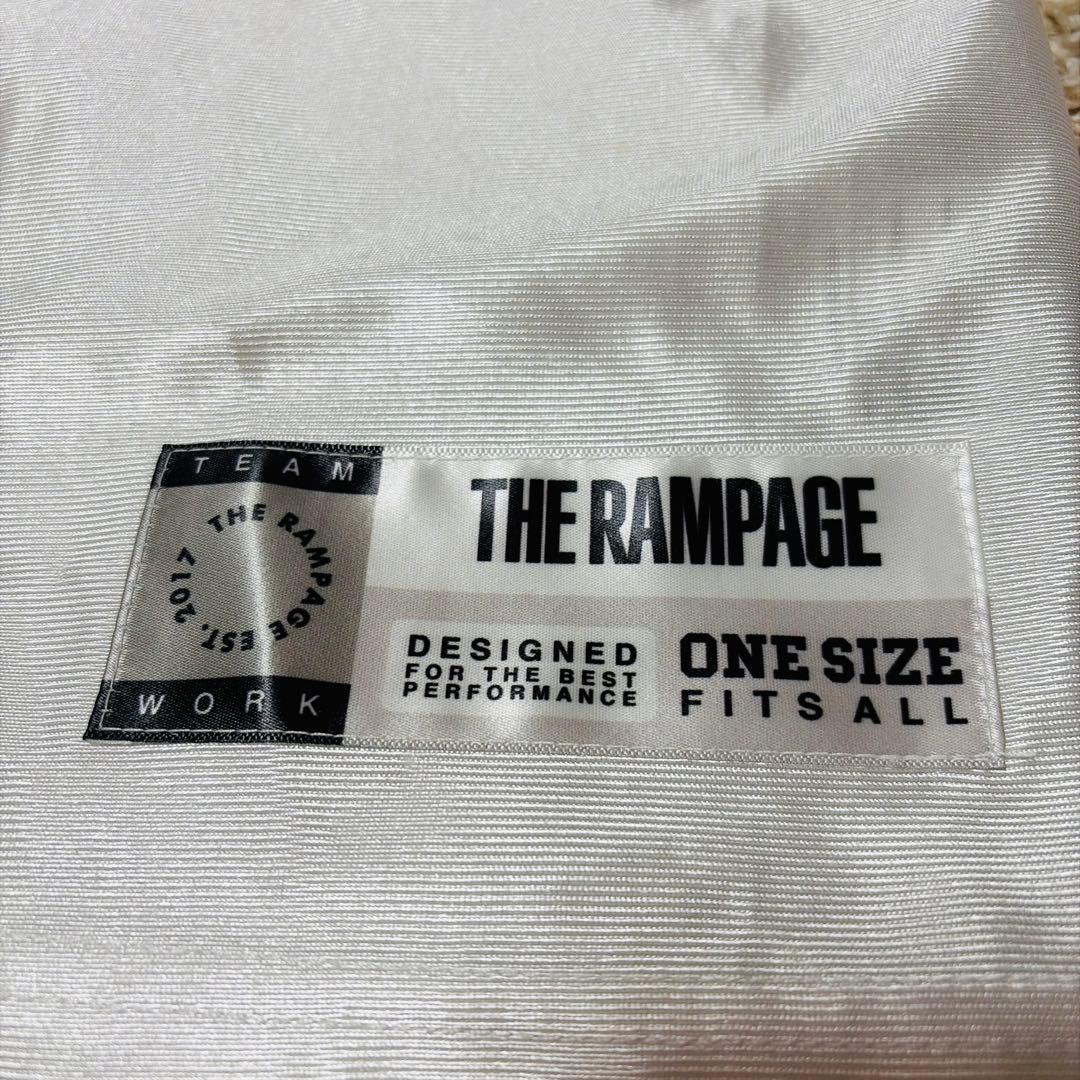 TEAM
THE RAMPAGE EST. 2017
WORK
THE RAMPAGE
DESIGNED
FOR THE BEST
PERFORMANCE
ONE SIZE
FITS ALL